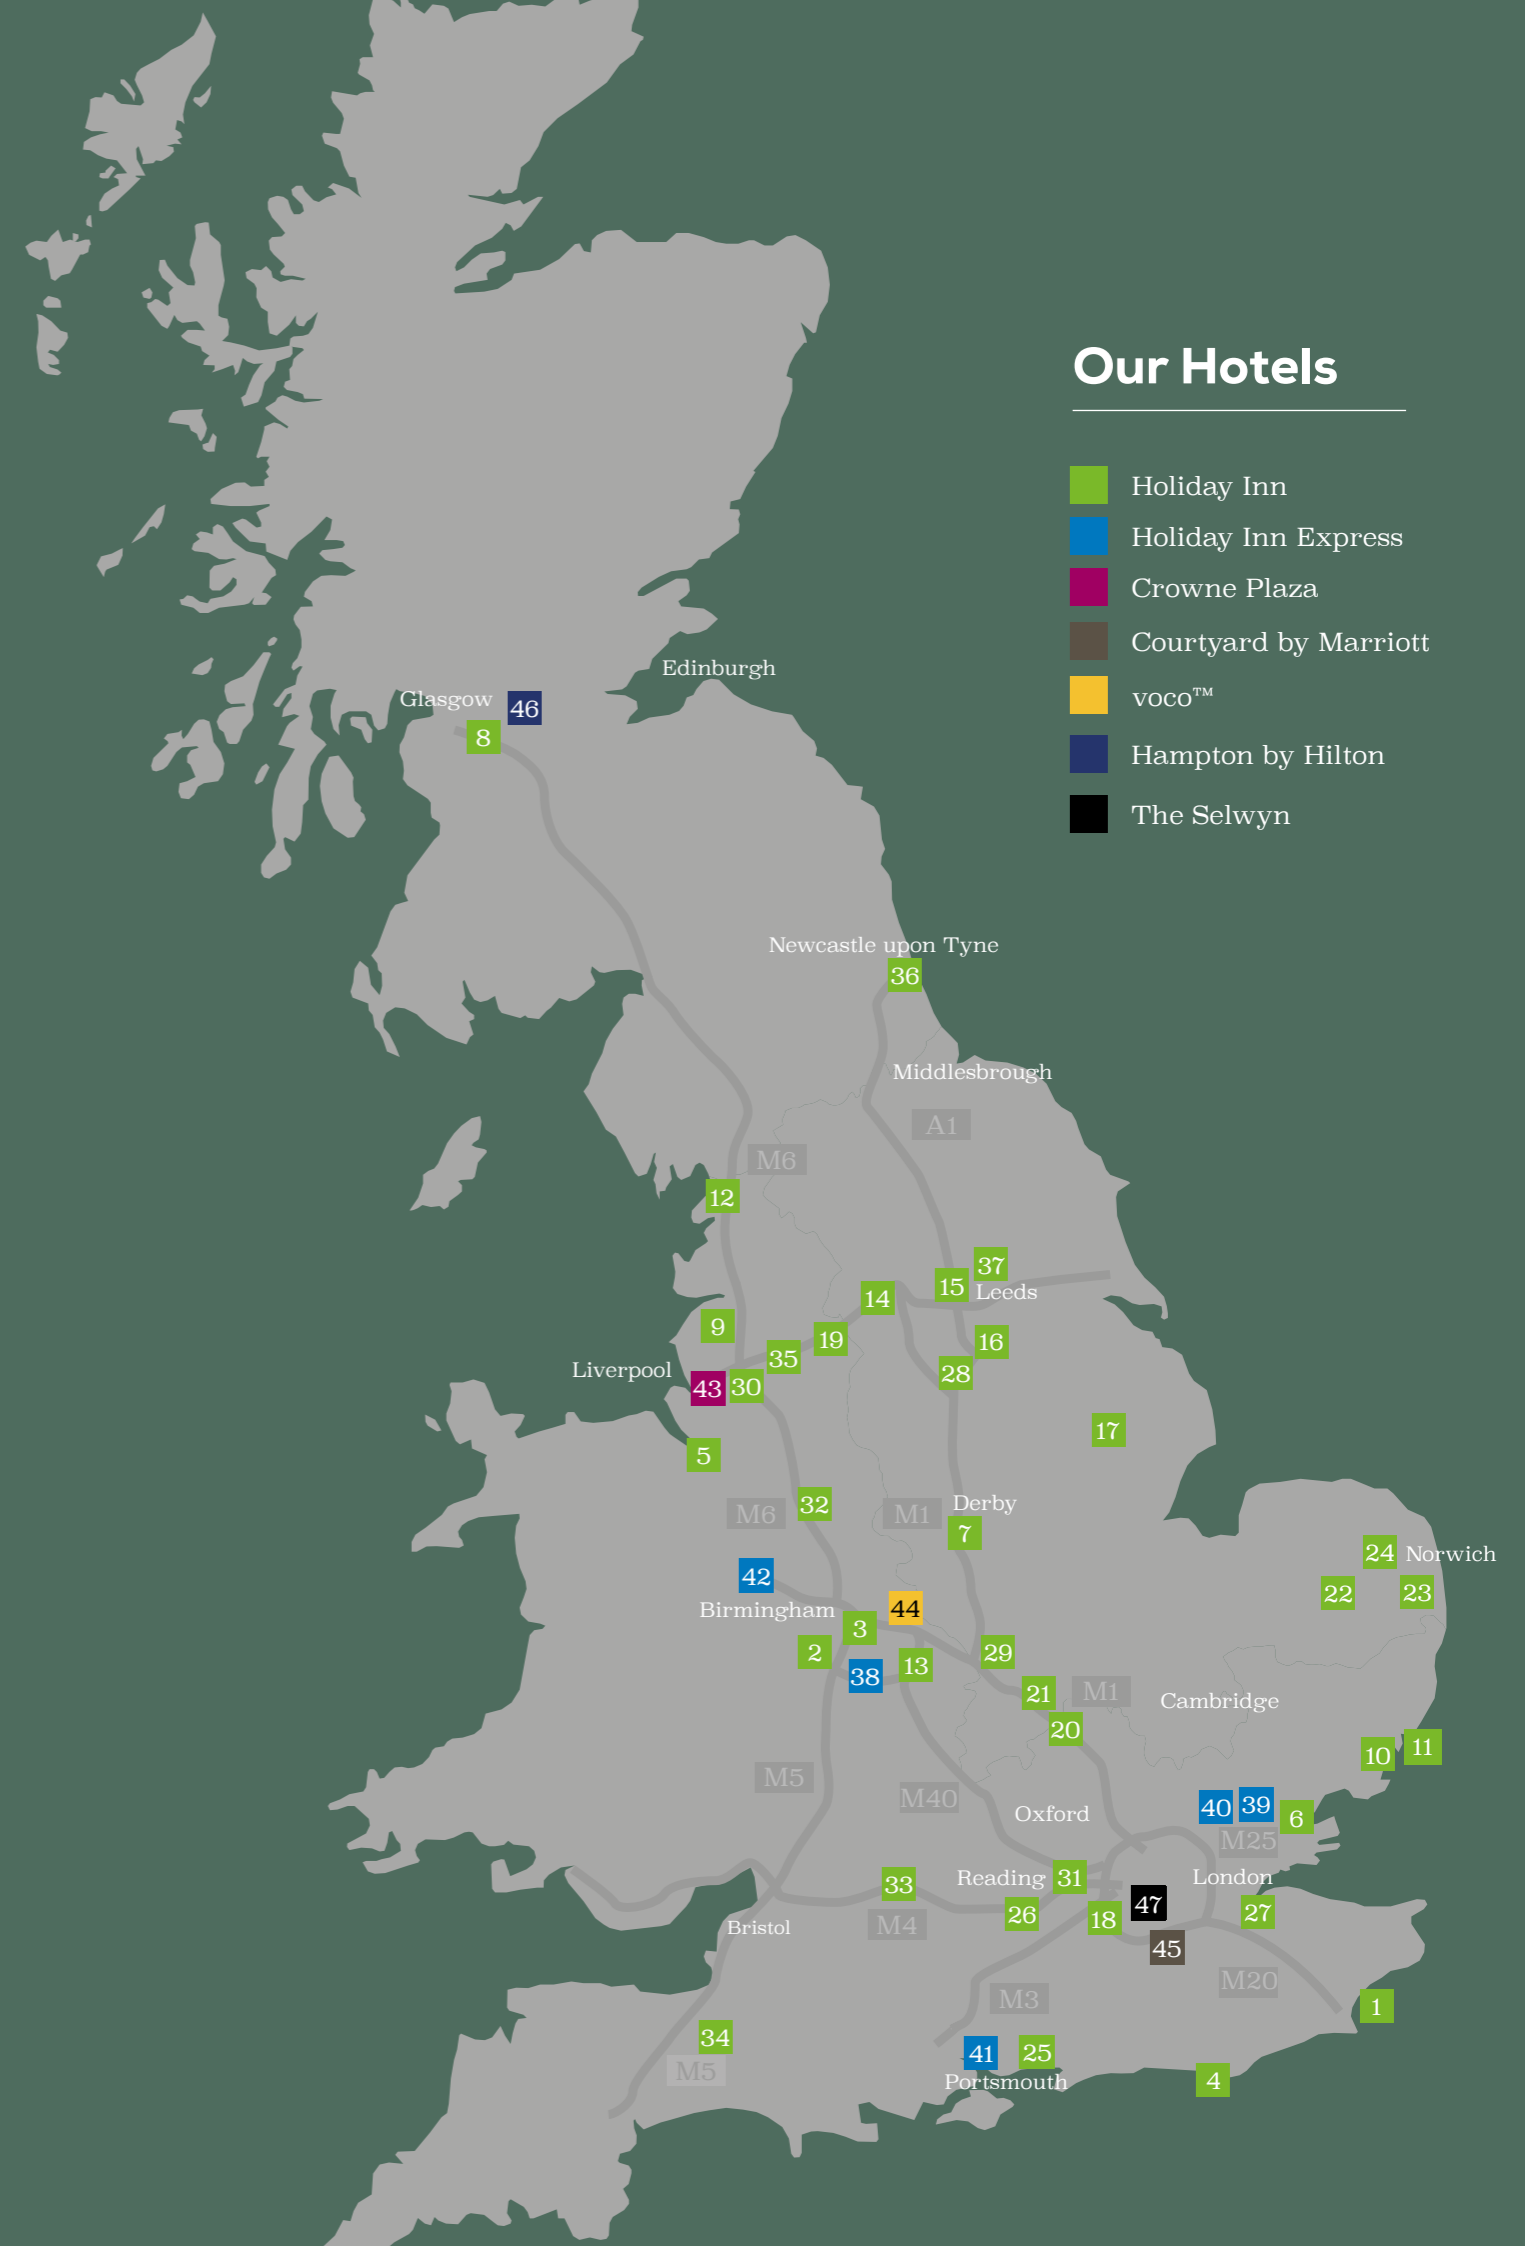 Our Hotels
Holiday Inn
Holiday Inn Express
Crowne Plaza
Courtyard by Marriott
voco™
Hampton by Hilton
The Selwyn
Edinburgh
Glasgow
46
8
Newcastle upon Tyne
36
Middlesbrough
A1
M6
12
37
15
Leeds
14
9
19
16
35
Liverpool
28
43
30
17
5
Derby
32
M6
M1
7
24
Norwich
42
22
23
Birmingham
44
3
2
29
13
38
21
M1
Cambridge
20
11
10
M5
M40
40
39
Oxford
6
M25
Reading
31
London
33
47
26
18
27
Bristol
M4
45
M20
M3
1
34
41
25
M5
Portsmouth
4